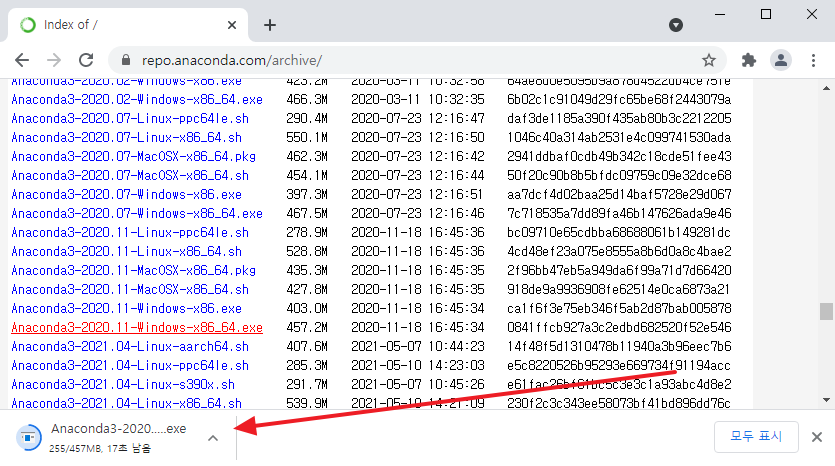 Index of /
repo.anaconda.com/archive/
Anaconda3-2020.02-Windows-x86.exe 423.2M 2020-03-11 10:32:58
Anaconda3-2020.02-Windows-x86_64.exe 466.3M 2020-03-11 10:32:35 6b02c1c91049d29fc65be68f2443079a
Anaconda3-2020.07-Linux-ppc64le.sh 290.4M 2020-07-23 12:16:47 daf3de1185a390f435ab80b3c2212205
Anaconda3-2020.07-Linux-x86_64.sh 550.1M 2020-07-23 12:16:50 1046c40a314ab2531e4c099741530ada
Anaconda3-2020.07-MacOSX-x86_64.pkg 462.3M 2020-07-23 12:16:42 2941ddbaf0cdb49b342c18cde51fee43
Anaconda3-2020.07-MacOSX-x86_64.sh 454.1M 2020-07-23 12:16:44 50f20c90b8b5bfdc09759c09e32dce68
Anaconda3-2020.07-Windows-x86.exe 397.3M 2020-07-23 12:16:51 aa7dcf4d02baa25d14baf5728e29d067
Anaconda3-2020.07-Windows-x86_64.exe 467.5M 2020-07-23 12:16:46 7c718535a7dd89fa46b147626ada9e46
Anaconda3-2020.11-Linux-ppc64le.sh 278.9M 2020-11-18 16:45:36 bc09710e65cdbba68688061b149281dc
Anaconda3-2020.11-Linux-x86_64.sh 528.8M 2020-11-18 16:45:36 4cd48ef23a075e8555a8b6d0a8c4bae2
Anaconda3-2020.11-MacOSX-x86_64.pkg 435.3M 2020-11-18 16:45:35 2f96bb47eb5a949da6f99a71d7d66420
Anaconda3-2020.11-MacOSX-x86_64.sh 427.8M 2020-11-18 16:45:35 918de9a9936908fe62514e0ca6873a21
Anaconda3-2020.11-Windows-x86.exe 403.0M 2020-11-18 16:45:34 ca1f6f3e75eb346f5ab2d87bab005878
Anaconda3-2020.11-Windows-x86_64.exe 457.2M 2020-11-18 16:45:34 0841ffcb927a3c2edbd682520f52e546
Anaconda3-2021.04-Linux-aarch64.sh 407.6M 2021-05-07 10:44:23 14f48f5d1310478b11940a3b96eec7b6
Anaconda3-2021.04-Linux-ppc64le.sh 285.3M 2021-05-10 14:23:03 e5c8220526b95293e669734f91194acc
Anaconda3-2021.04-Linux-s390x.sh 291.7M 2021-05-07 10:45:26
Anaconda3-2021.04-Linux-x86_64.sh 539.9M 2021-05-10 14:21:09 230f2c3c343ee58073bf41bd896dd76c
Anaconda3-2020.....exe
255/457MB, 17초 남음
모두 표시